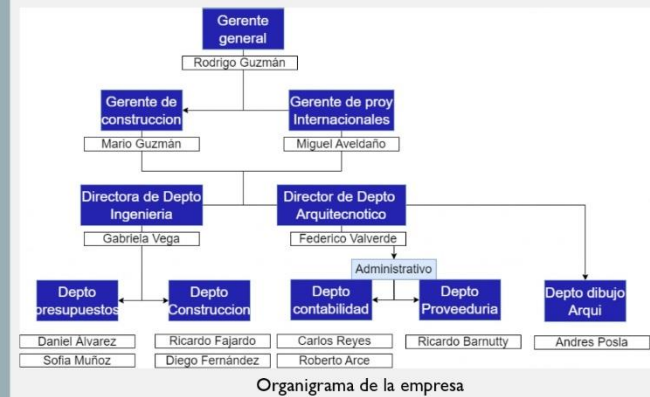 Gerente
general
Rodrigo Guzmán
Gerente de
construccion
Gerente de proy
Internacionales
Mario Guzmán
Miguel Aveldaño
Directora de Depto
Ingenieria
Director de Depto
Arquitecnotico
Gabriela Vega
Federico Valverde
Administrativo
Depto
presupuestos
Depto
Construccion
Depto
contabilidad
Depto
Proveeduria
Depto dibujo
Arqui
Daniel Álvarez
Ricardo Fajardo
Carlos Reyes
Ricardo Barnutty
Andres Posla
Sofia Muñoz
Diego Fernández
Roberto Arce
Organigrama de la empresa